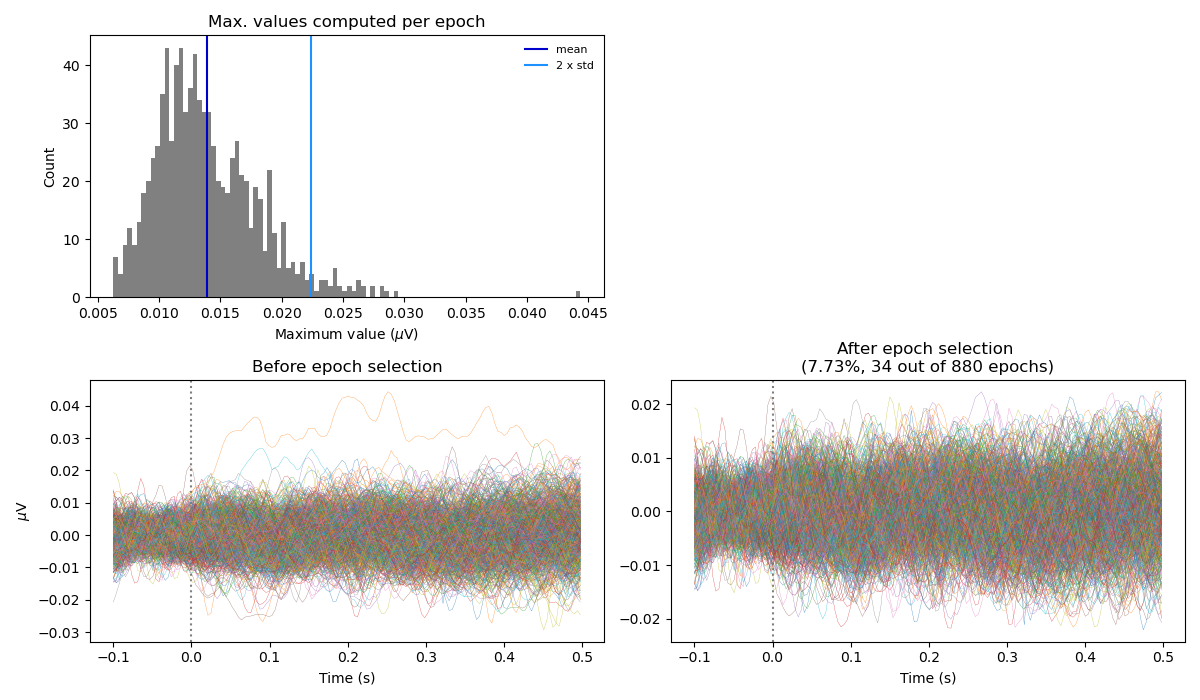 Max. values computed per epoch
mean
2 x std
Count
40
30
20
10
0
0.005 0.010 0.015 0.020 0.025 0.030 0.035 0.040 0.045
Maximum value (μV)
Before epoch selection
μV
0.04
0.03
0.02
0.01
0.00
−0.01
−0.02
−0.03
−0.1 0.0 0.1 0.2 0.3 0.4 0.5
Time (s)
After epoch selection
(7.73%, 34 out of 880 epochs)
0.02
0.01
0.00
−0.01
−0.02
−0.1 0.0 0.1 0.2 0.3 0.4 0.5
Time (s)